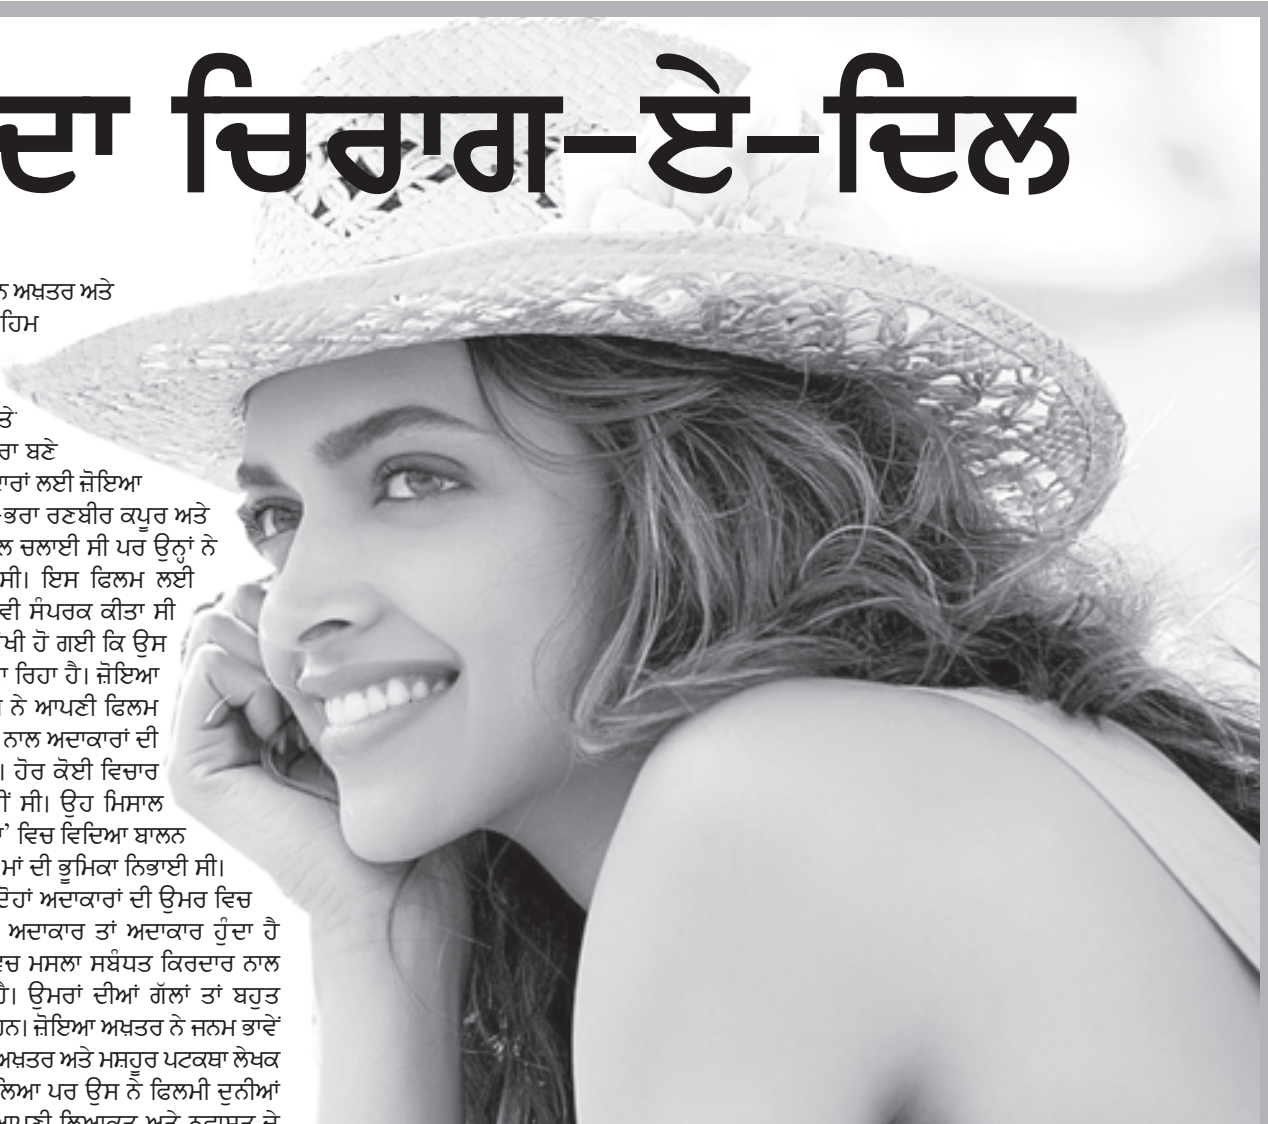 ਦਾ ਚਿਰਾਗ-ਏ-ਦਿਲ
ਅਖ਼ਤਰ ਅਤੇ
ਬਣੇ
ਲਈ ਜ਼ੋਇਆ
ਭਰਾ ਰਣਬੀਰ ਕਪੂਰ ਅਤੇ
ਚਲਾਈ ਸੀ ਪਰ ਉਨ੍ਹਾਂ ਨੇ
ਸੀ। ਇਸ ਫਿਲਮ ਲਈ
ਵੀ ਸੰਪਰਕ ਕੀਤਾ ਸੀ
ਹੋ ਗਈ ਕਿ ਉਸ
ਰਿਹਾ ਹੈ। ਜ਼ੋਇਆ
ਨੇ ਆਪਣੀ ਫਿਲਮ
ਨਾਲ ਅਦਾਕਾਰਾਂ ਦੀ
। ਹੋਰ ਕੋਈ ਵਿਚਾਰ
ਸੀ। ਉਹ ਮਿਸਾਲ
’ ਵਿਚ ਵਿਦਿਆ ਬਾਲਨ
ਮਾਂ ਦੀ ਭੂਮਿਕਾ ਨਿਭਾਈ ਸੀ।
ਦੋਹਾਂ ਅਦਾਕਾਰਾਂ ਦੀ ਉਮਰ ਵਿਚ
ਅਦਾਕਾਰ ਤਾਂ ਅਦਾਕਾਰ ਹੁੰਦਾ ਹੈ
ਮਸਲਾ ਸਬੰਧਤ ਕਿਰਦਾਰ ਨਾਲ
ਹੈ। ਉਮਰਾਂ ਦੀਆਂ ਗੱਲਾਂ ਤਾਂ ਬਹੁਤ
ਹਨ। ਜ਼ੋਇਆ ਅਖ਼ਤਰ ਨੇ ਜਨਮ ਭਾਵੇਂ
ਅਖ਼ਤਰ ਅਤੇ ਮਸ਼ਹੂਰ ਪਟਕਥਾ ਲੇਖਕ
ਪਰ ਉਸ ਨੇ ਫਿਲਮੀ ਦੁਨੀਆਂ